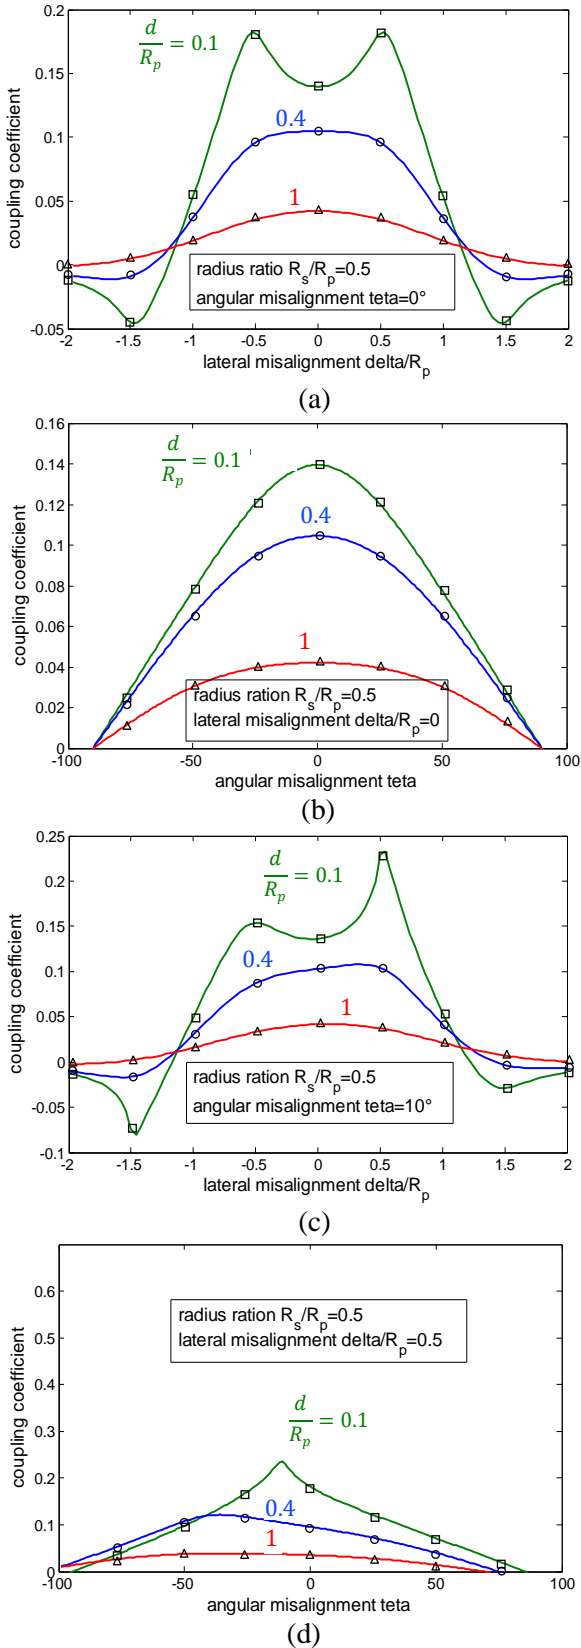 0.2
0.15
0.1
0.05
0
-0.05
coupling coefficient
d/R_p = 0.1
0.4
1
radius ratio R_s/R_p=0.5
angular misalignment teta=0°
-2 -1.5 -1 -0.5 0 0.5 1 1.5 2
lateral misalignment delta/R_p
(a)
0.16
0.14
0.12
0.1
0.08
0.06
0.04
0.02
0
coupling coefficient
d/R_p = 0.1
0.4
1
radius ration R_s/R_p=0.5
lateral misalignment delta/R_p=0
-100 -50 0 50 100
angular misalignment teta
(b)
0.25
0.2
0.15
0.1
0.05
0
-0.05
-0.1
coupling coefficient
d/R_p = 0.1
0.4
1
radius ratio R_s/R_p=0.5
angular misalignment teta=10°
-2 -1.5 -1 -0.5 0 0.5 1 1.5 2
lateral misalignment delta/R_p
(c)
0.6
0.5
0.4
0.3
0.2
0.1
0
coupling coefficient
radius ration R_s/R_p=0.5
lateral misalignment delta/R_p=0.5
d/R_p = 0.1
0.4
1
-100 -50 0 50 100
angular misalignment teta
(d)